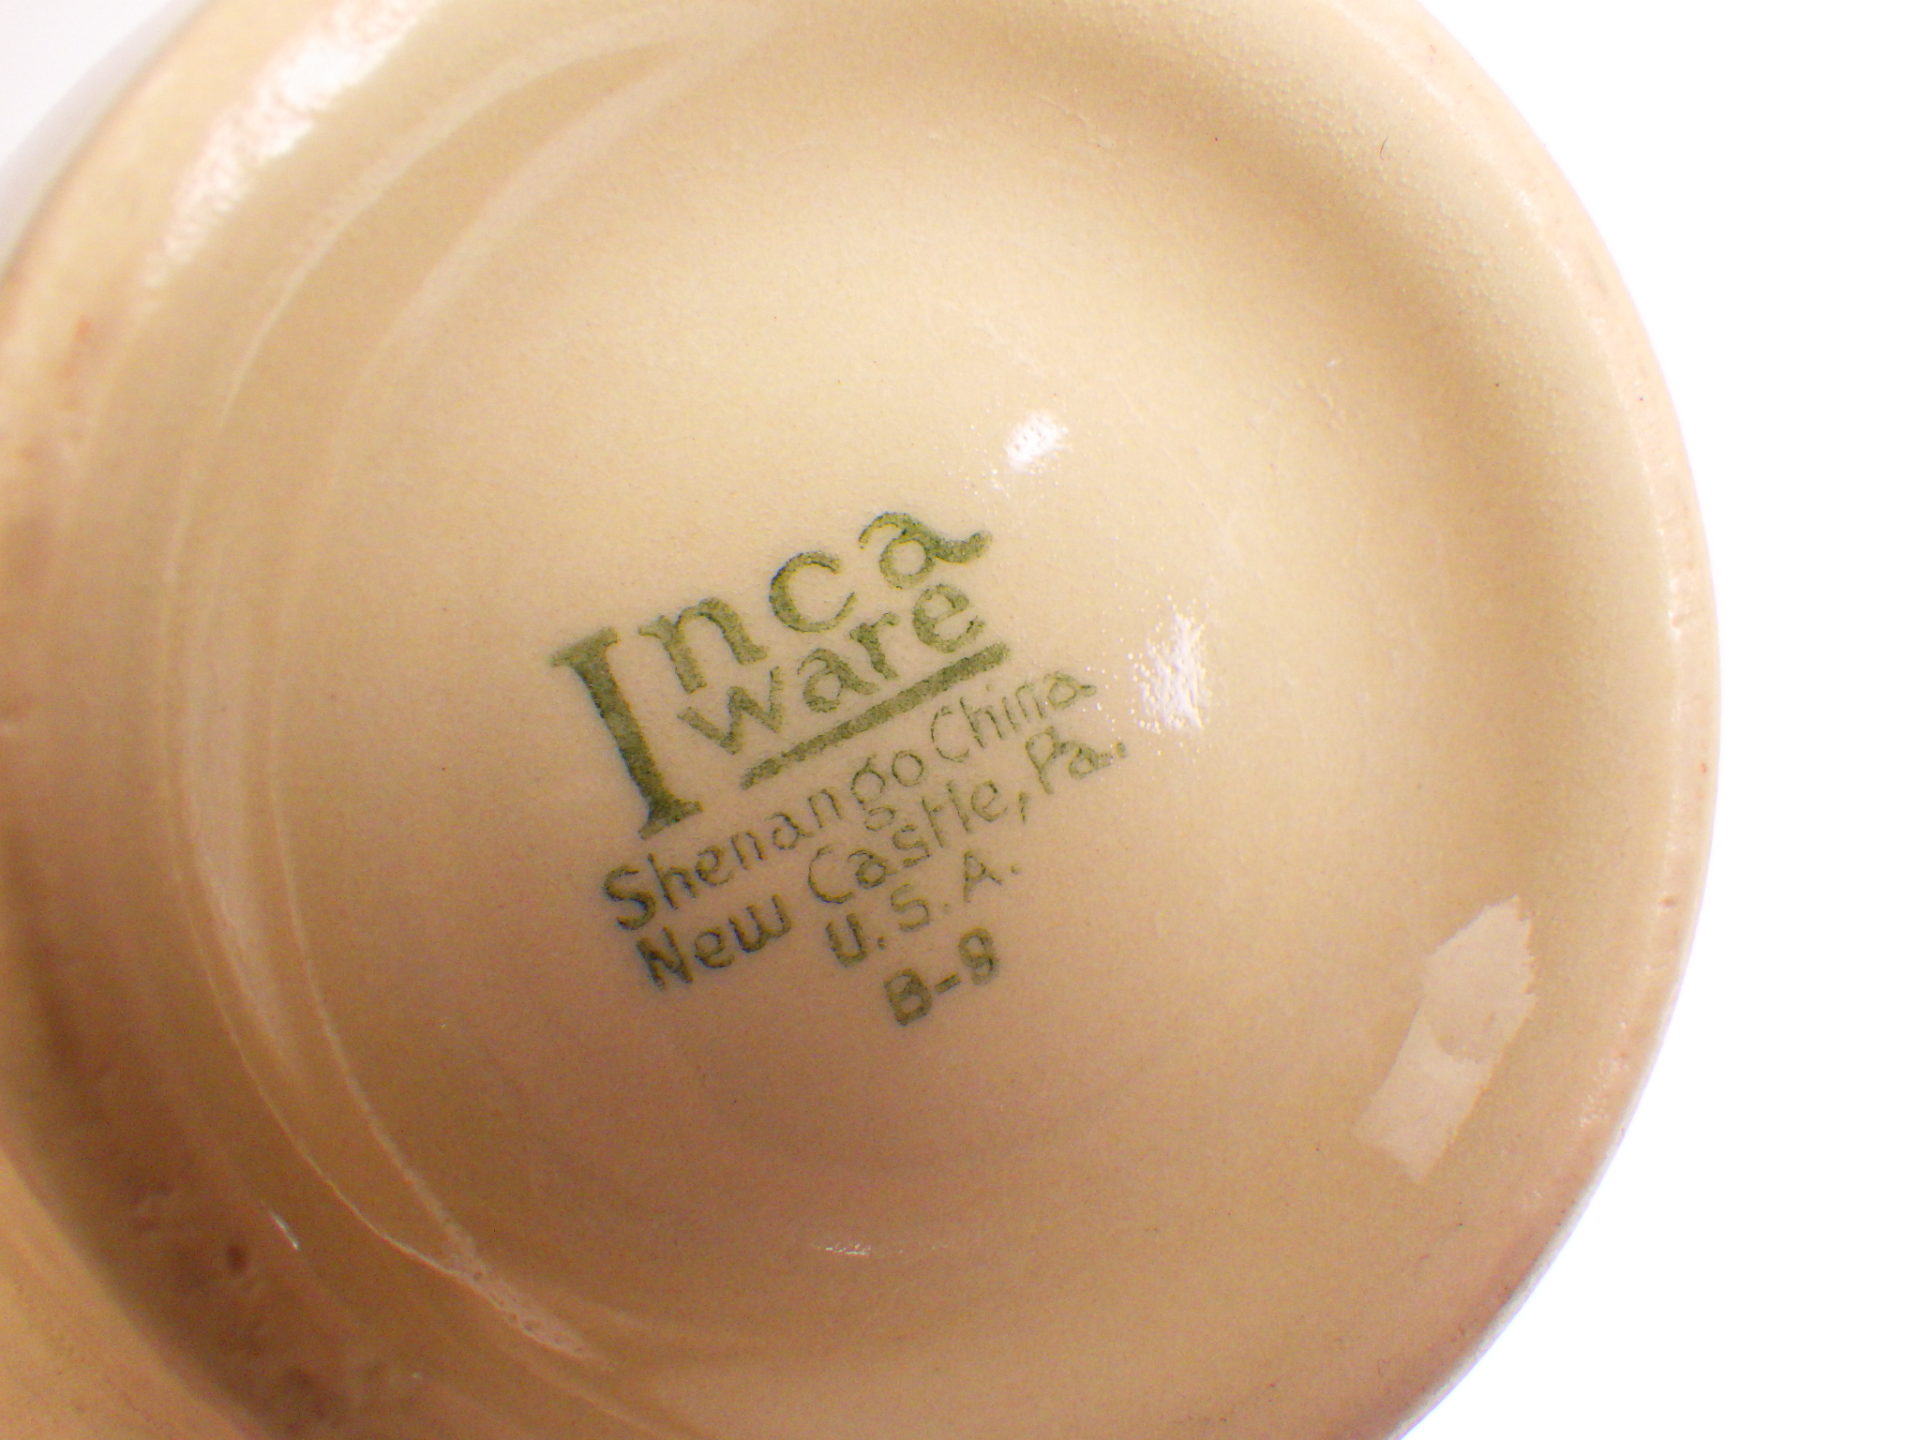 Inca
ware
Shenango China
New Castle, Pa.
U.S.A.
B-8